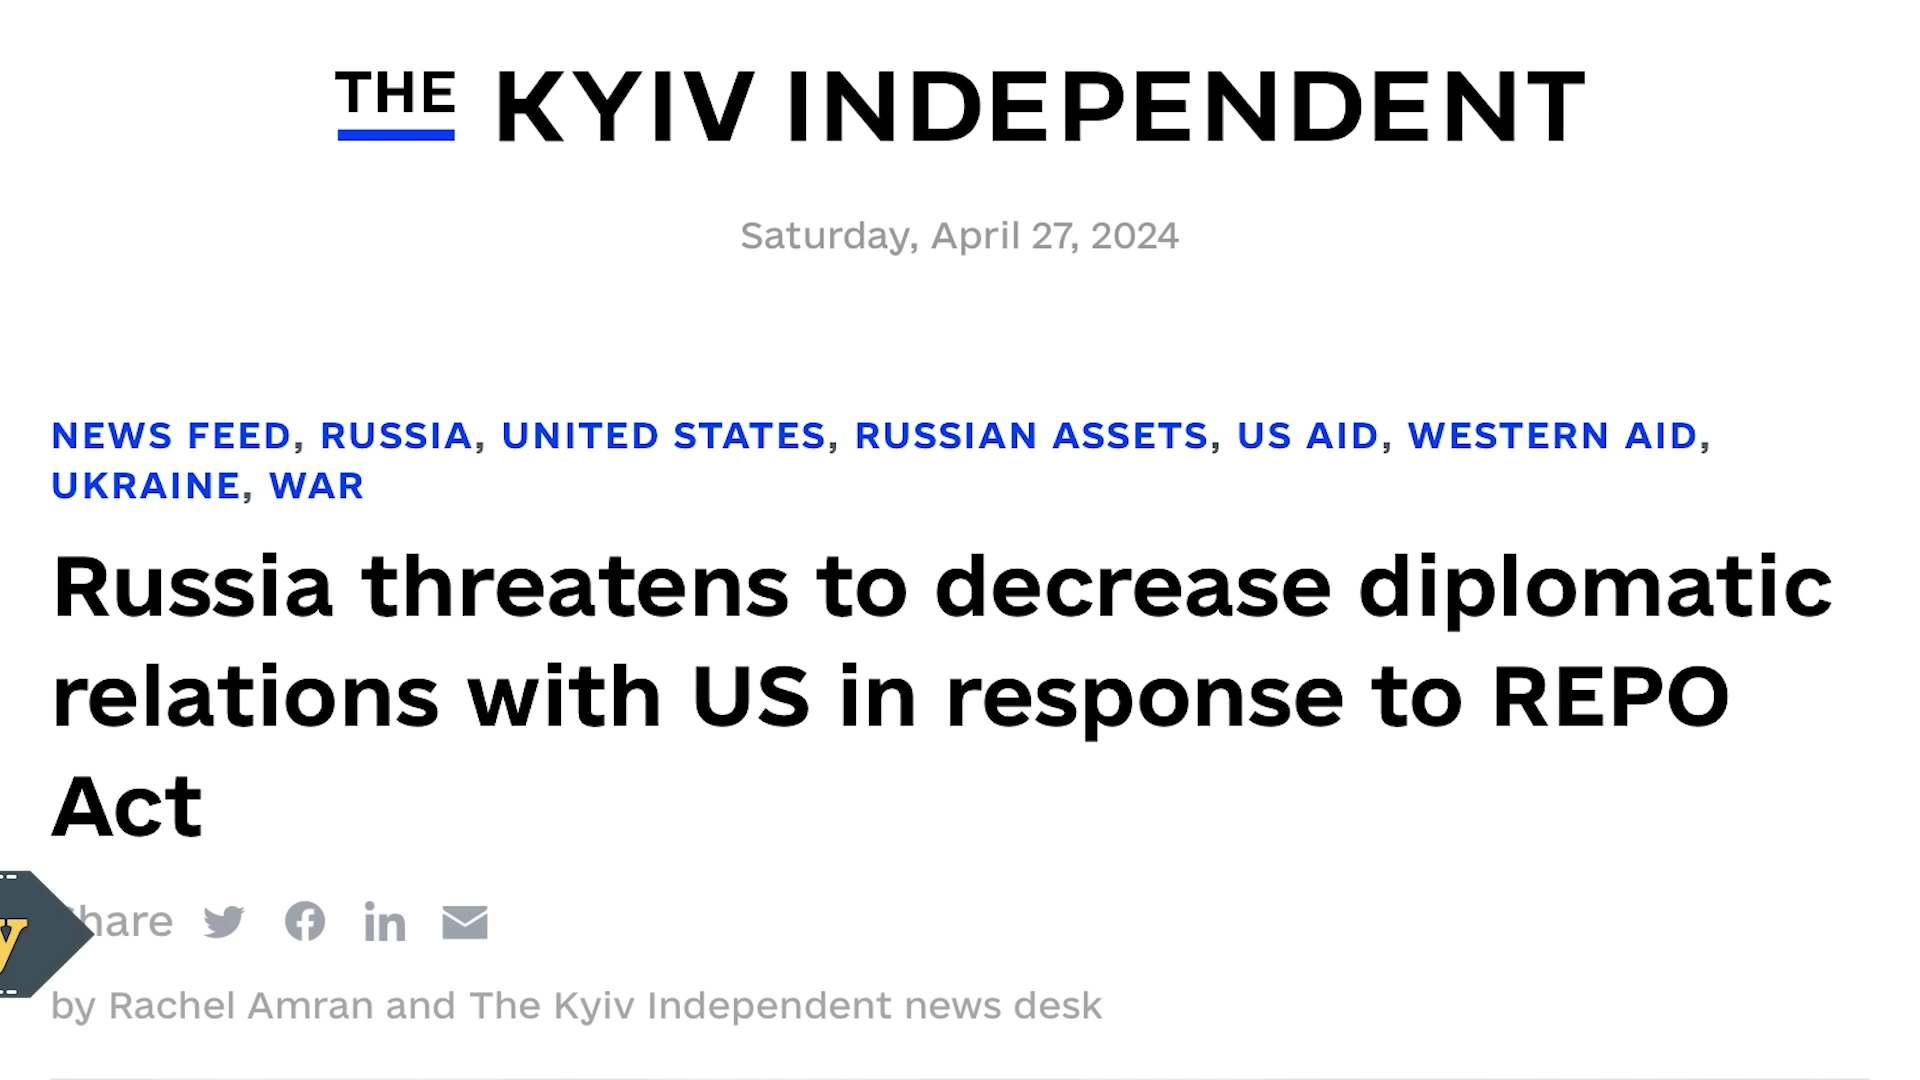 THE KYIV INDEPENDENT
Saturday, April 27, 2024
NEWS FEED, RUSSIA, UNITED STATES, RUSSIAN ASSETS, US AID, WESTERN AID,
UKRAINE, WAR
Russia threatens to decrease diplomatic
relations with US in response to REPO
Act
Share
by Rachel Amran and The Kyiv Independent news desk